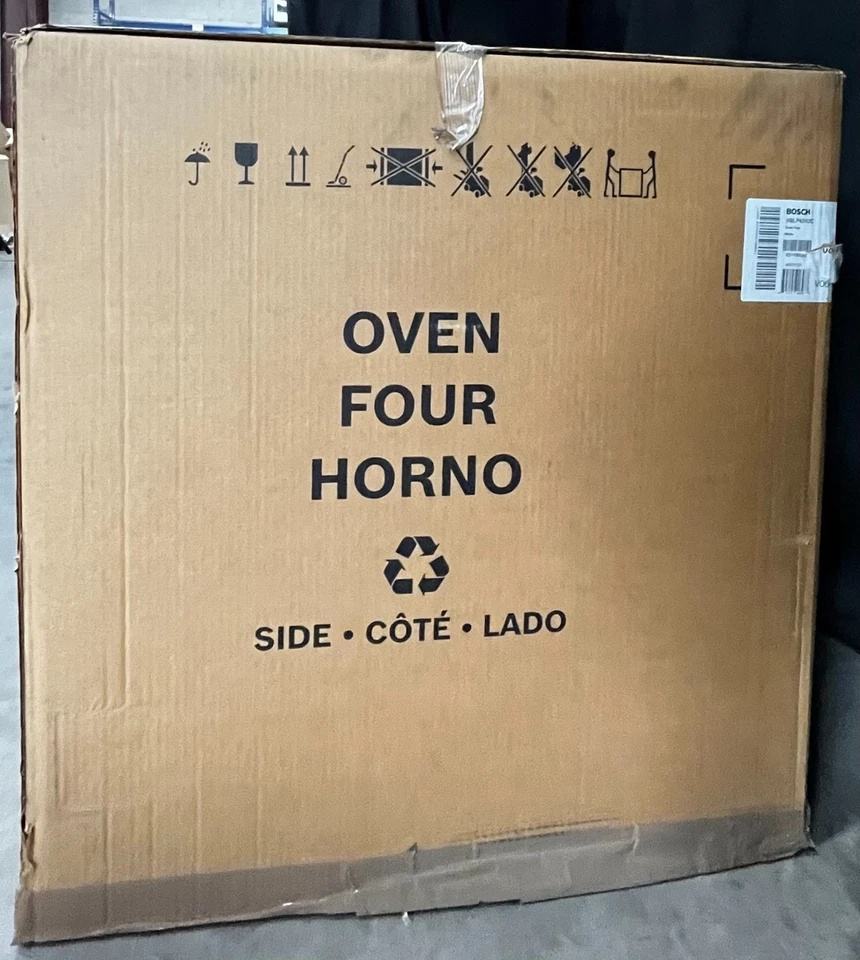 BOSCH
OVEN
FOUR
HORNO
SIDE • CÔTÉ • LADO